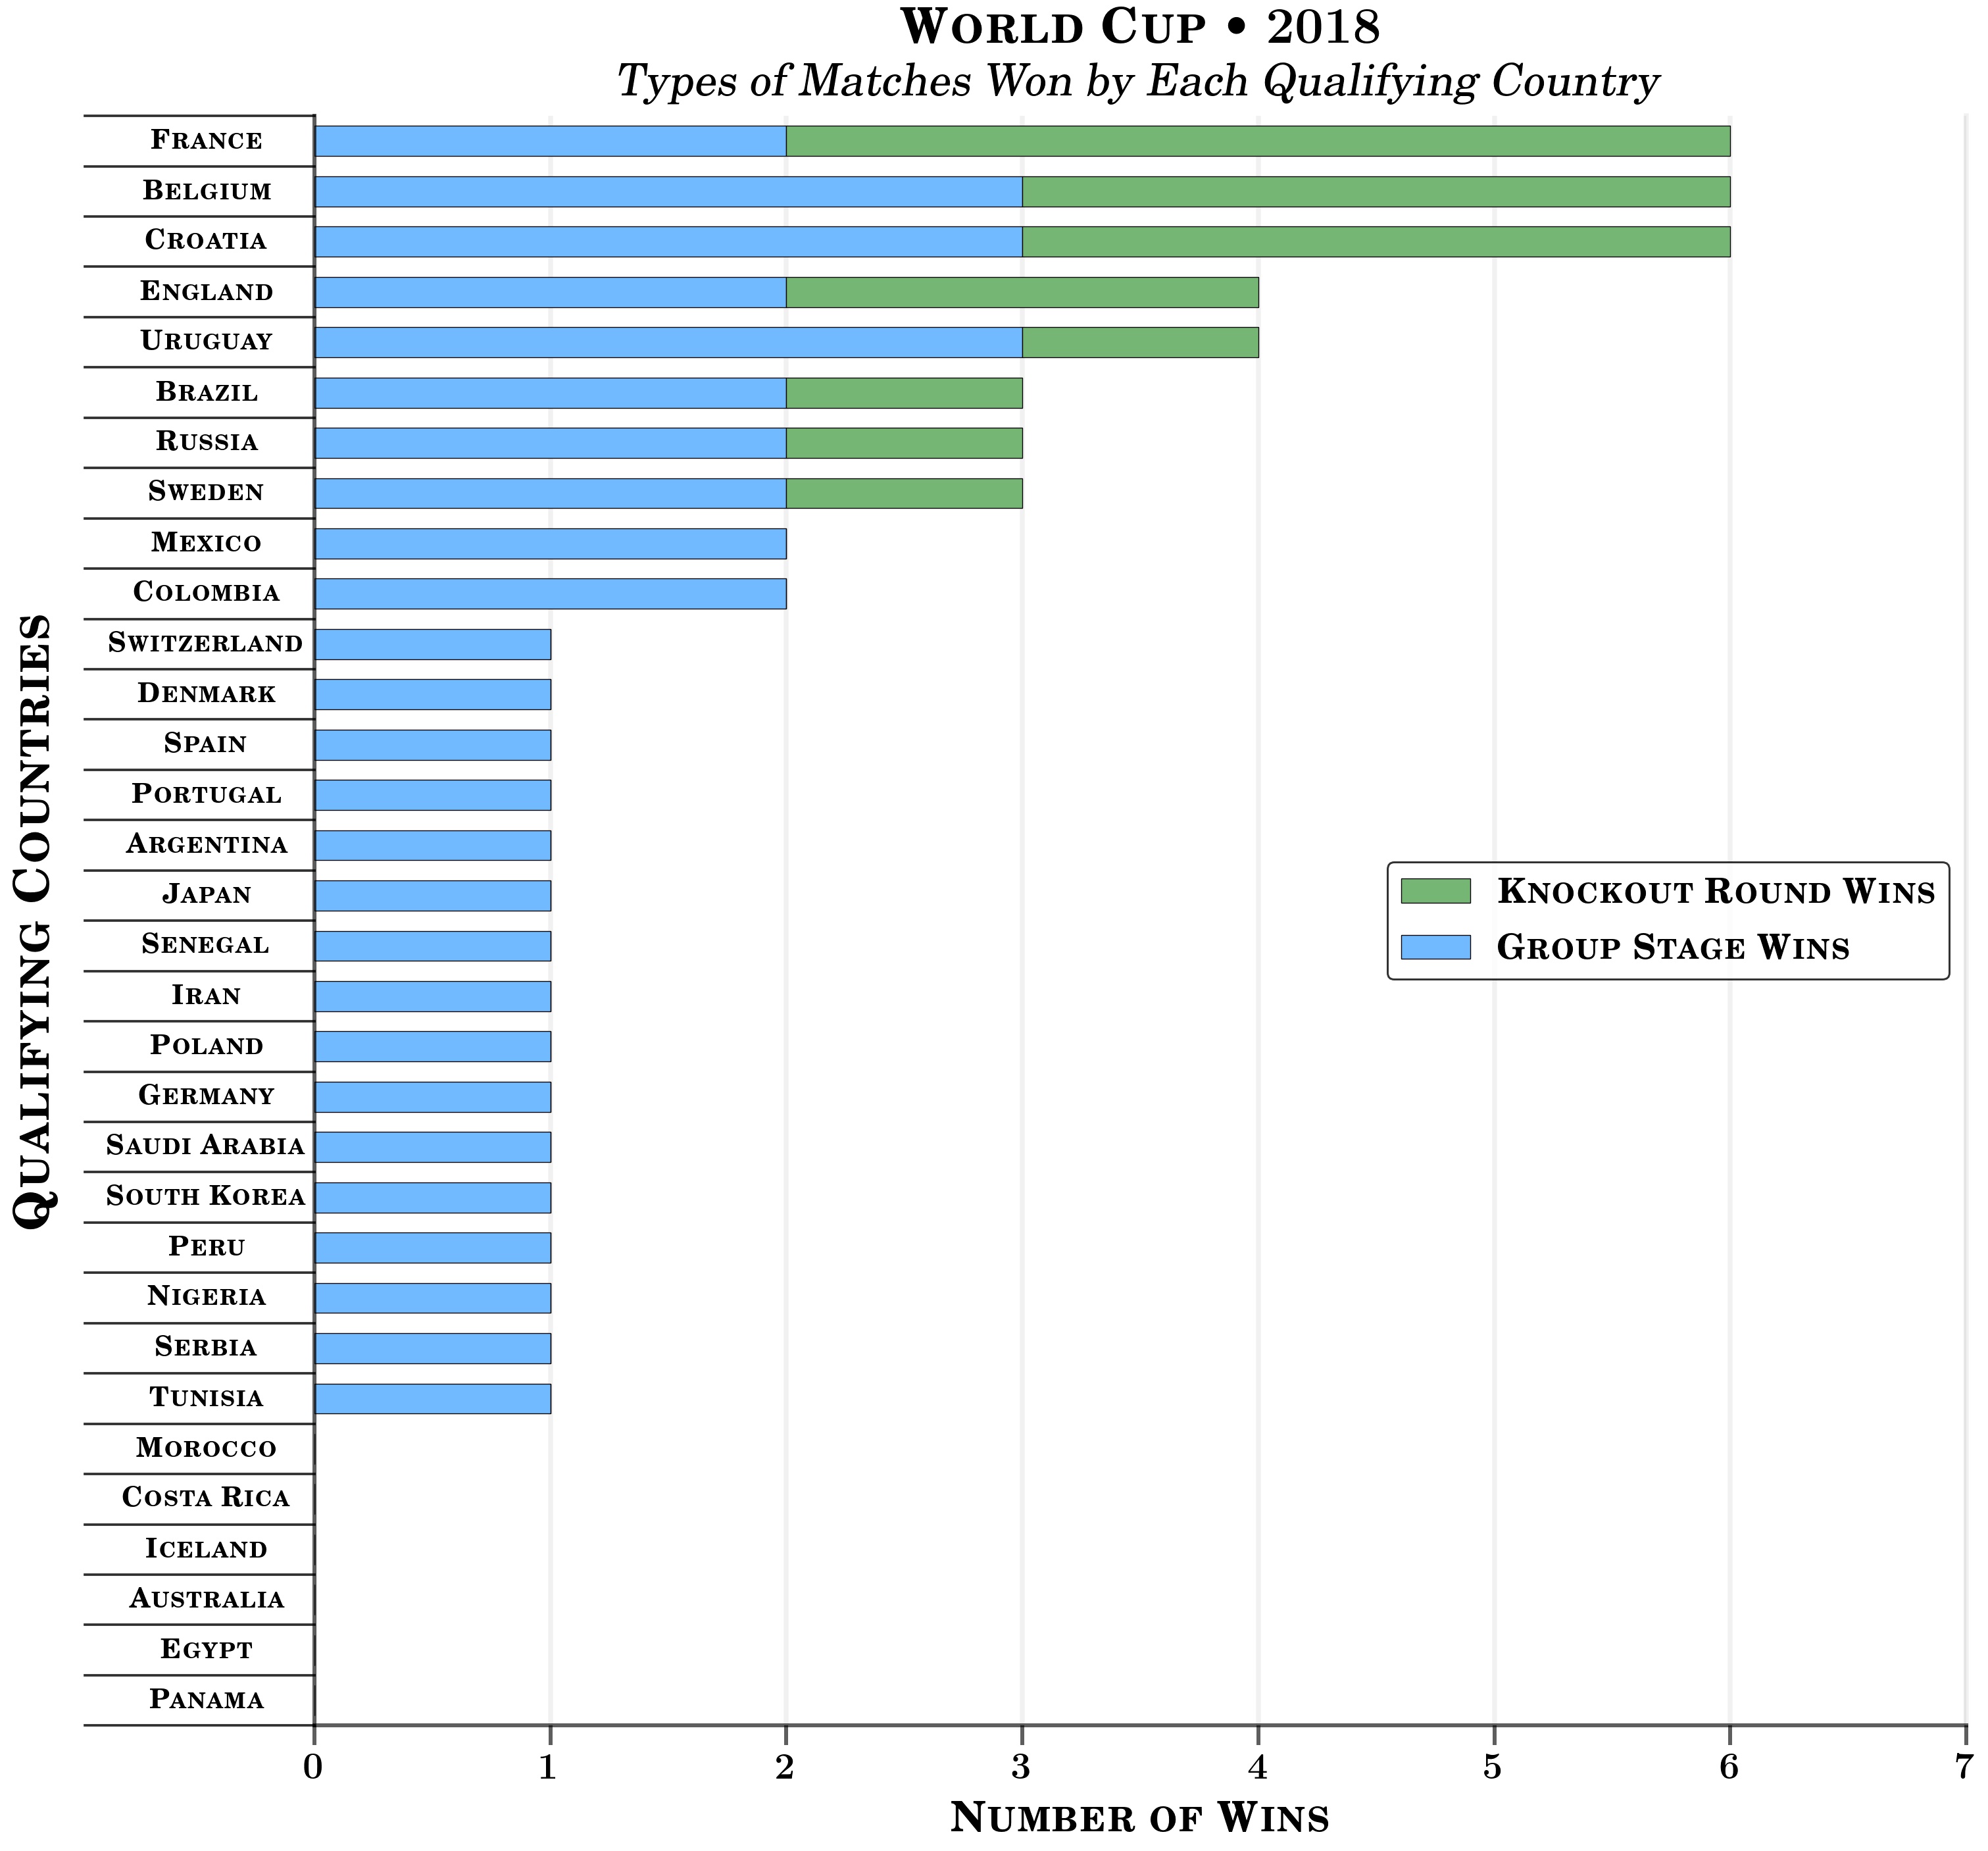 World Cup • 2018
Types of Matches Won by Each Qualifying Country
Qualifying Countries
France
Belgium
Croatia
England
Uruguay
Brazil
Russia
Sweden
Mexico
Colombia
Switzerland
Denmark
Spain
Portugal
Argentina
Japan
Senegal
Iran
Poland
Germany
Saudi Arabia
South Korea
Peru
Nigeria
Serbia
Tunisia
Morocco
Costa Rica
Iceland
Australia
Egypt
Panama
Knockout Round Wins
Group Stage Wins
0 1 2 3 4 5 6 7
Number of Wins